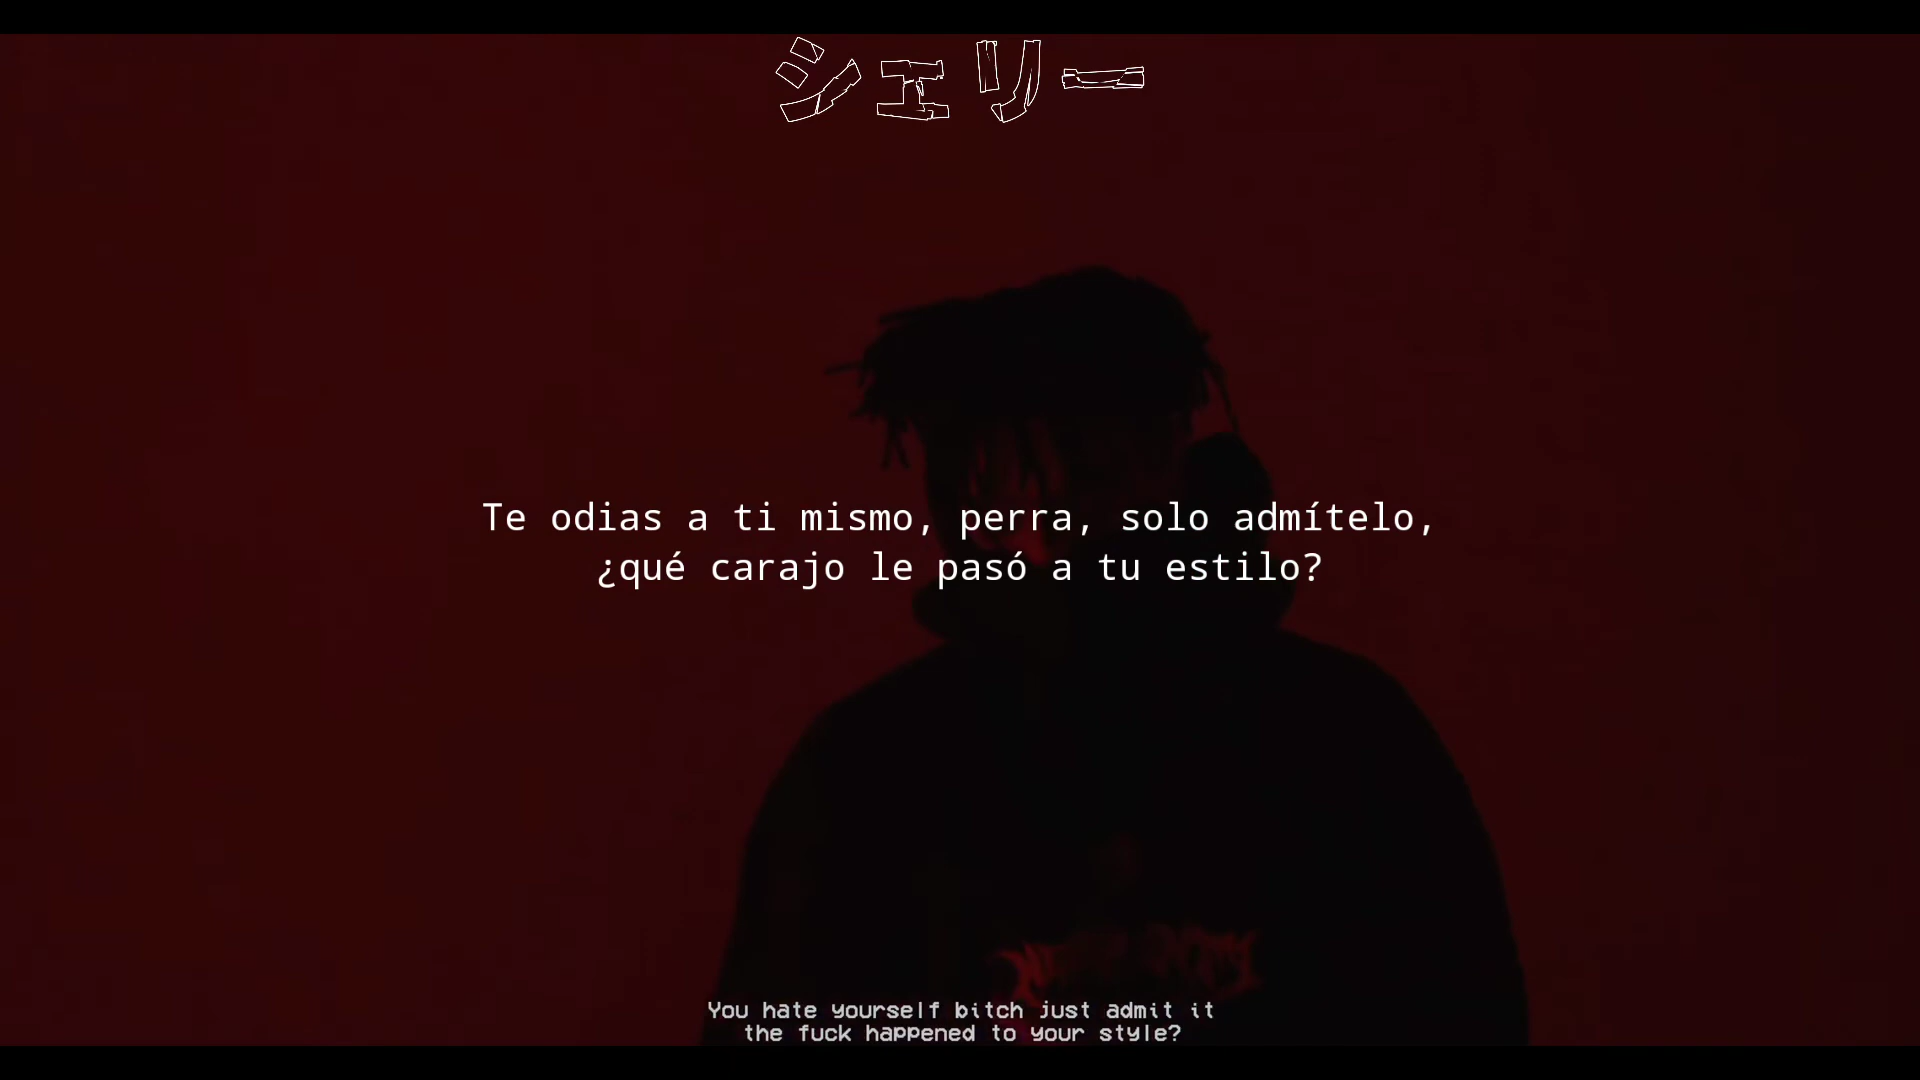 シェリー
Te odias a ti mismo, perra, solo admítelo,
¿qué carajo le pasó a tu estilo?
You hate yourself bitch just admit it
the fuck happened to your style?